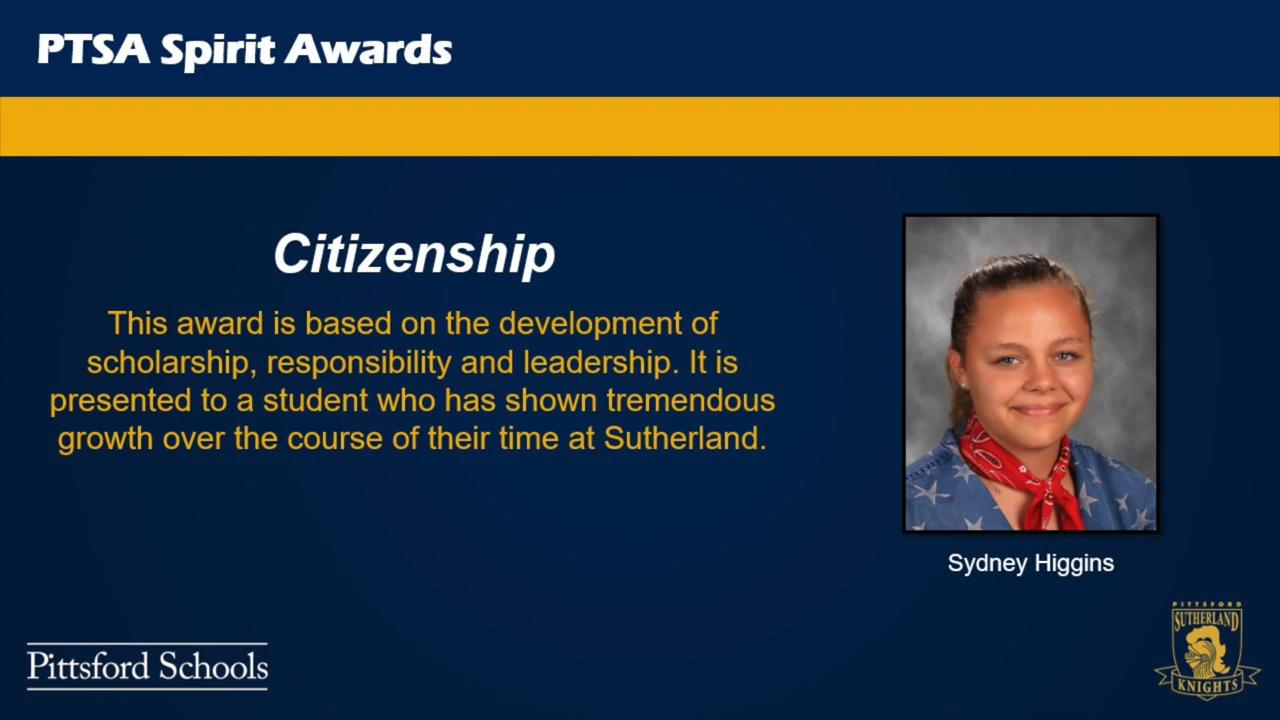 PTSA Spirit Awards
Citizenship
This award is based on the development of
scholarship, responsibility and leadership. It is
presented to a student who has shown tremendous
growth over the course of their time at Sutherland.
Sydney Higgins
Pittsford Schools
PITTSFORD
SUTHERLAND
KNIGHTS